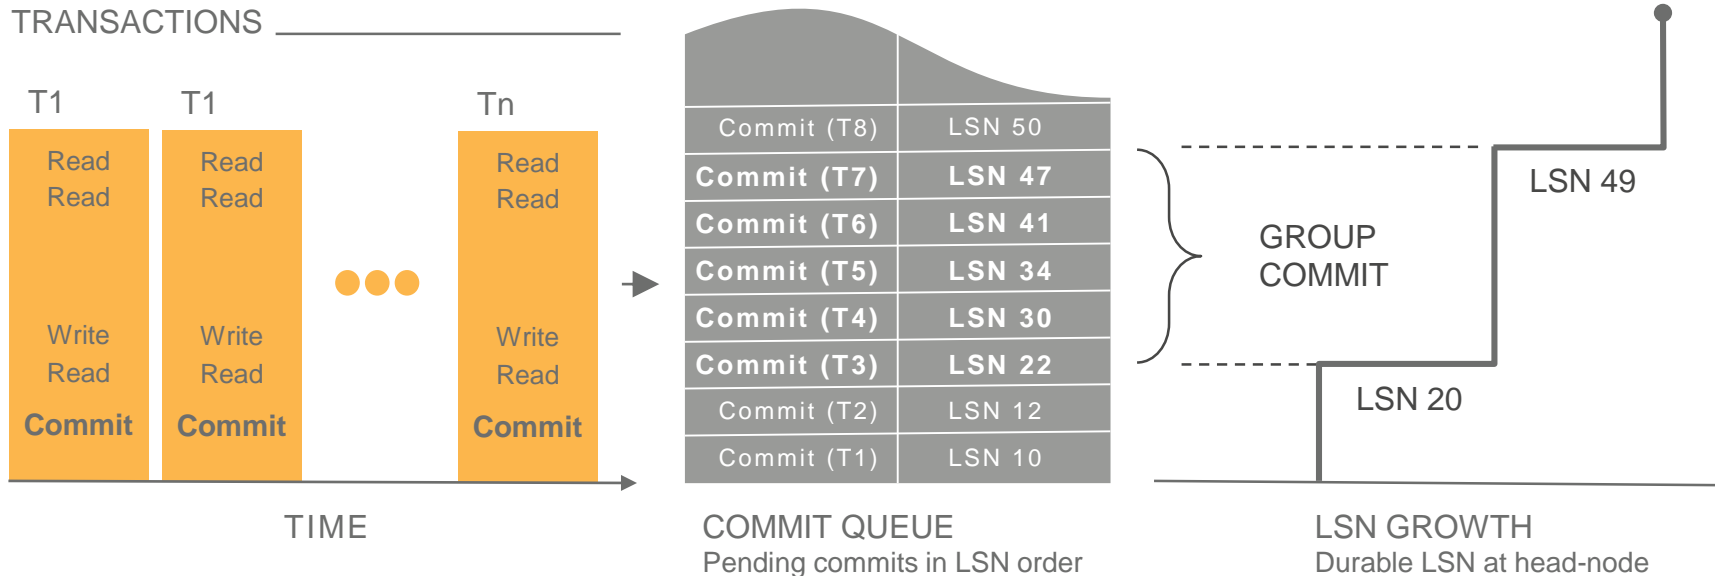 TRANSACTIONS
T1
Read
Read
Write
Read
Commit
T1
Read
Read
Write
Read
Commit
Tn
Read
Read
Write
Read
Commit
TIME
Commit (T8) LSN 50
Commit (T7) LSN 47
Commit (T6) LSN 41
Commit (T5) LSN 34
Commit (T4) LSN 30
Commit (T3) LSN 22
Commit (T2) LSN 12
Commit (T1) LSN 10
COMMIT QUEUE
Pending commits in LSN order
GROUP
COMMIT
LSN 49
LSN 20
LSN GROWTH
Durable LSN at head-node